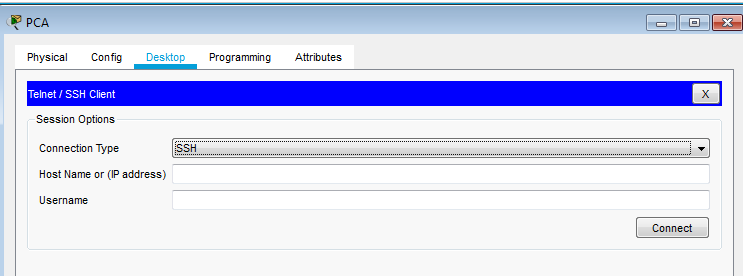 PCA
Physical Config Desktop Programming Attributes
Telnet / SSH Client X
Session Options
Connection Type SSH
Host Name or (IP address)
Username
Connect